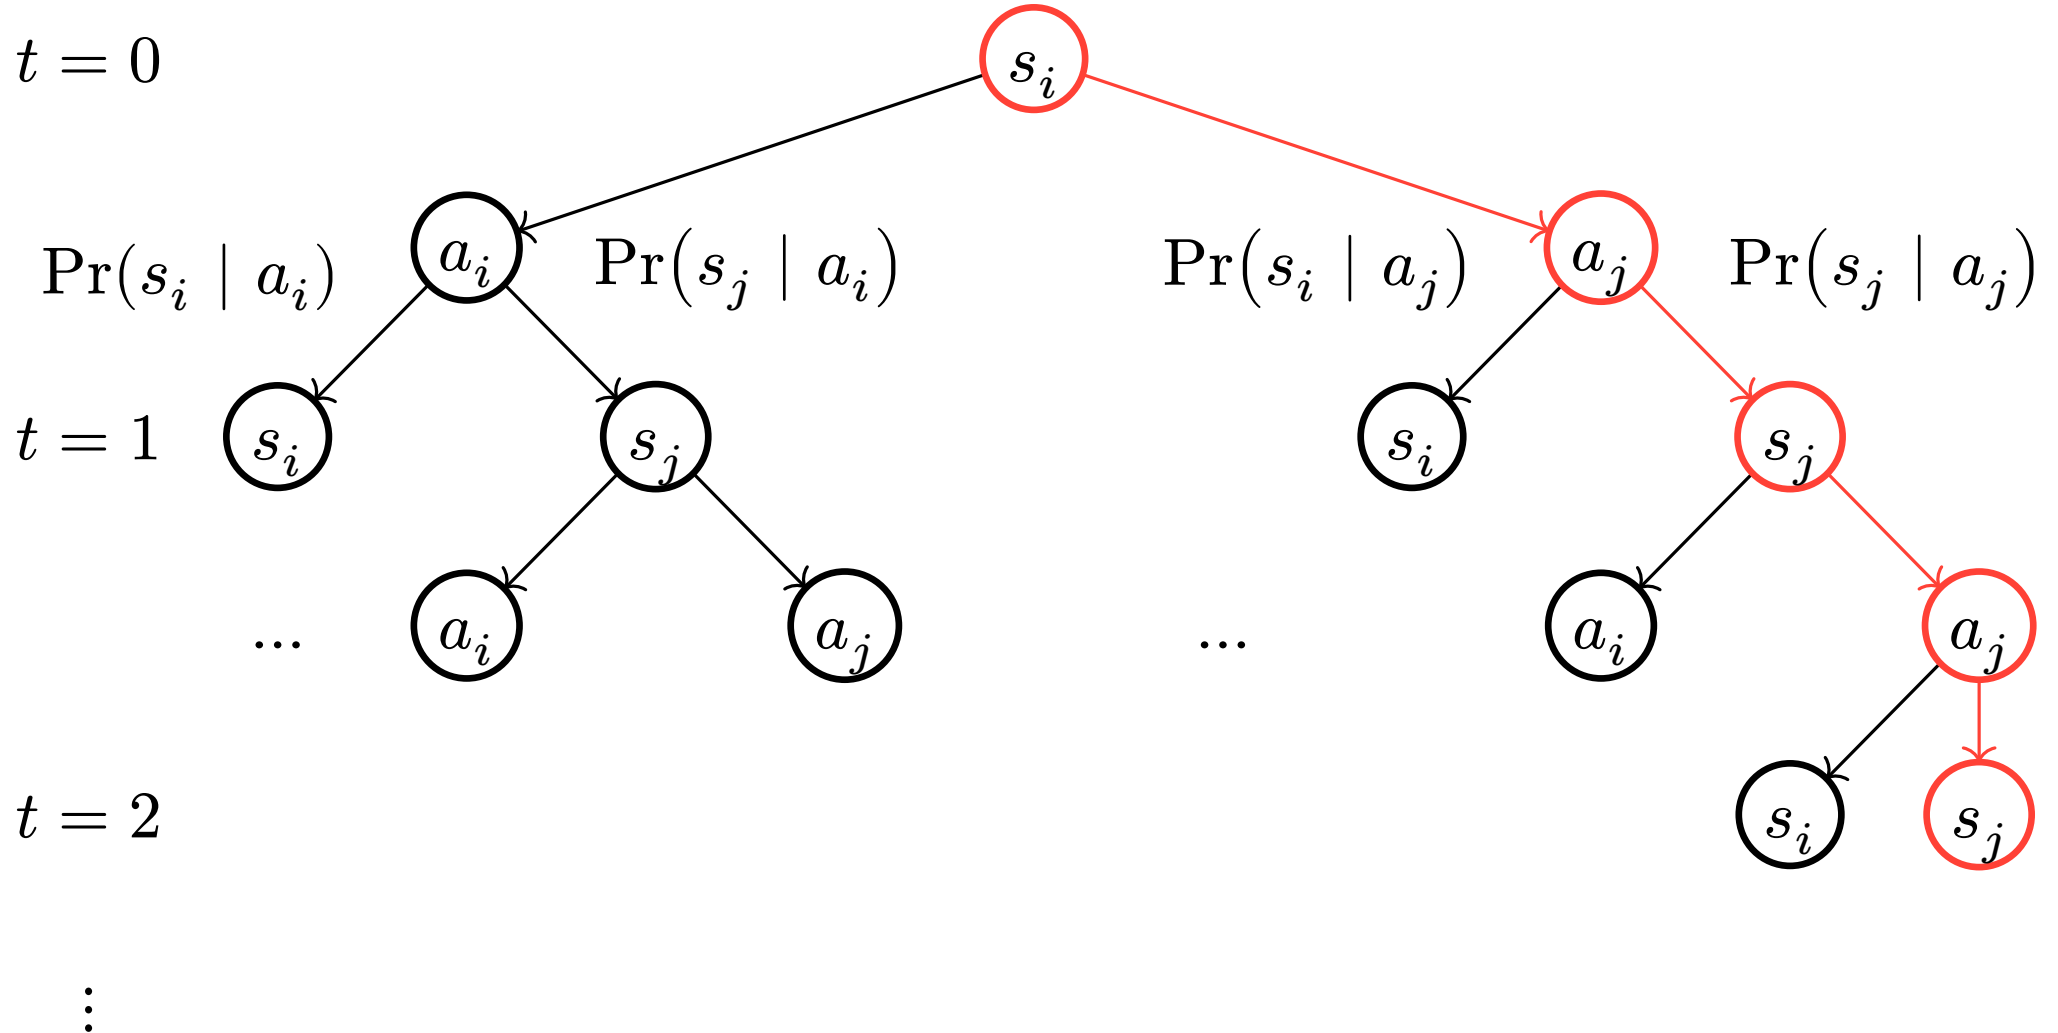 t = 0 s_i
a_i a_j
Pr(s_i | a_i) Pr(s_j | a_i) Pr(s_i | a_j) Pr(s_j | a_j)
t = 1 s_i s_j s_i s_j
... a_i a_j ... a_i a_j
t = 2 s_i s_j
⋮